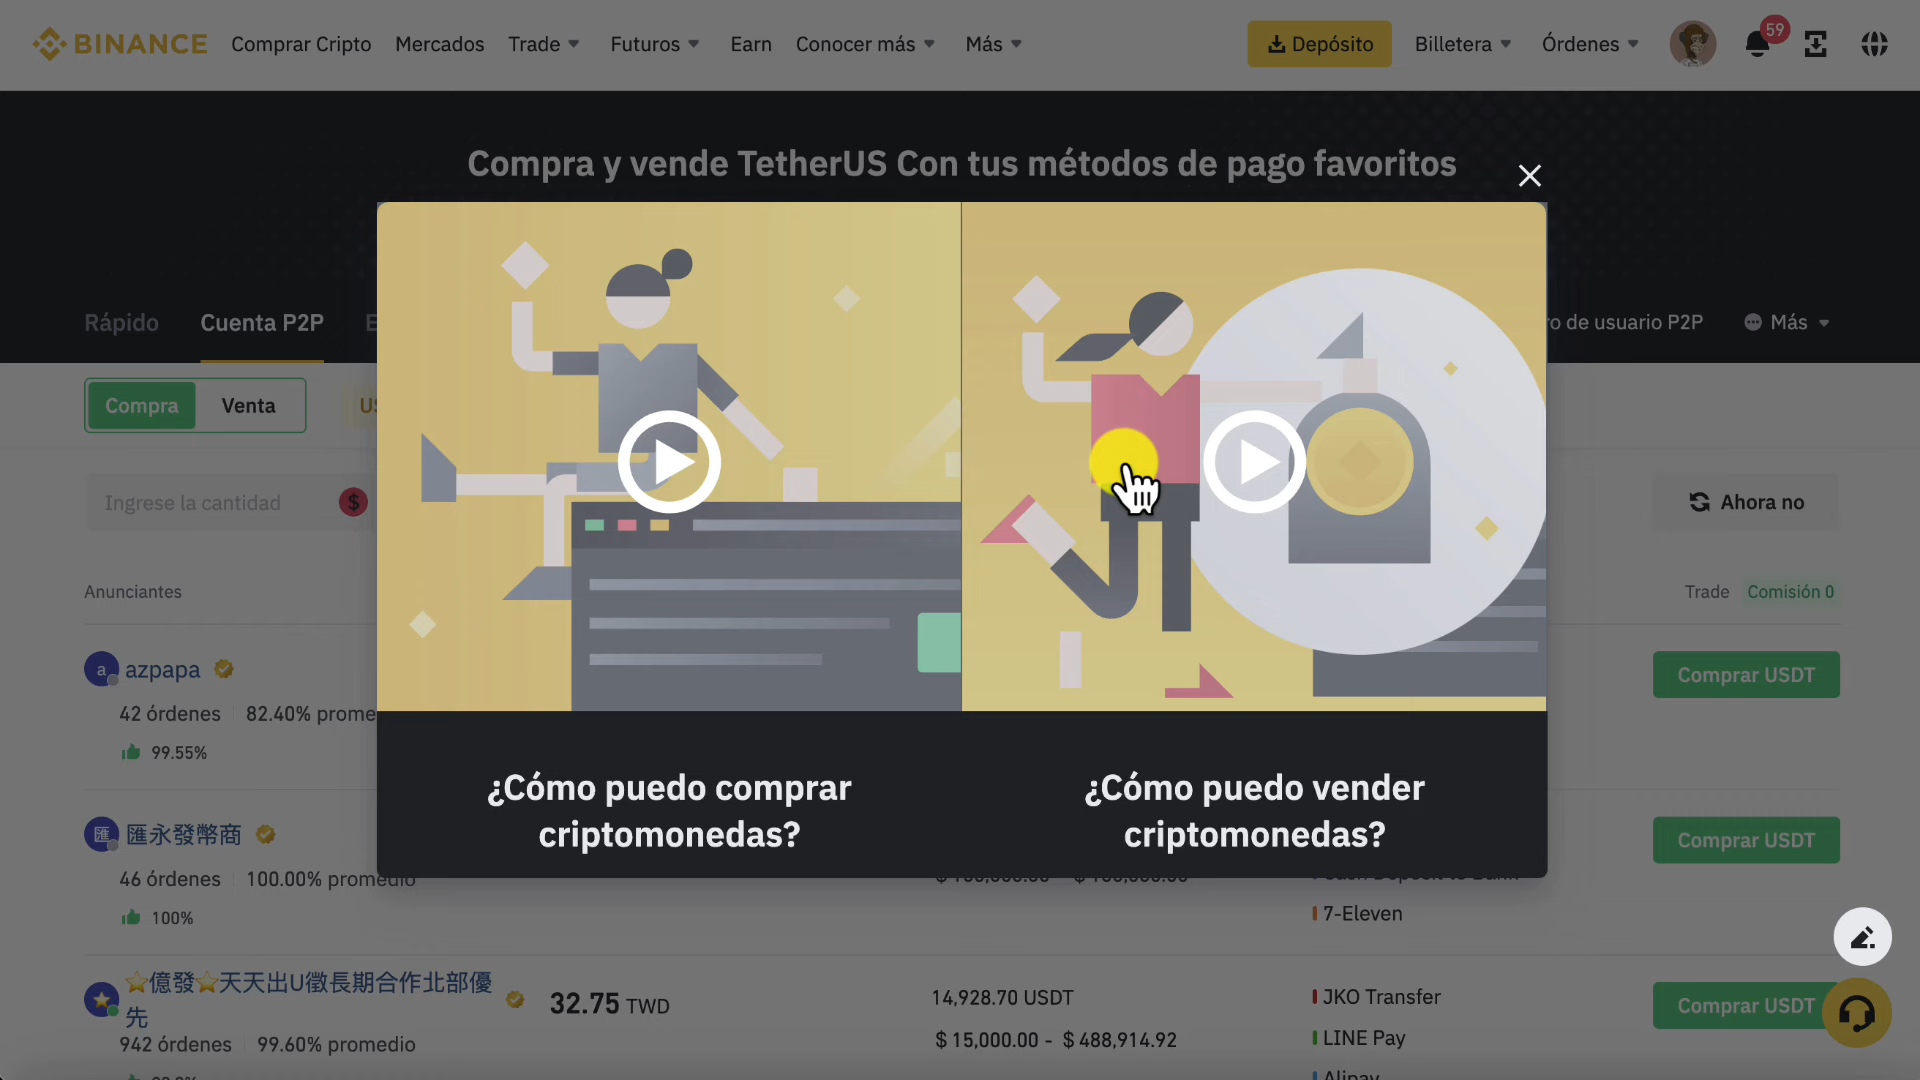 BINANCE Comprar Cripto Mercados Trade Futuros Earn Conocer más Más Depósito Billetera Órdenes 59
Compra y vende TetherUS Con tus métodos de pago favoritos
Rápido Cuenta P2P E ro de usuario P2P Más
Compra Venta US
Ingrese la cantidad $ Ahora no
Anunciantes Trade Comisión 0
a azpapa Comprar USDT
42 órdenes 82.40% prome
99.55%
¿Cómo puedo comprar criptomonedas?
¿Cómo puedo vender criptomonedas?
匯 匯永發幣商 Comprar USDT
46 órdenes 100.00% promedio
100% 7-Eleven
⭐億發⭐天天出U徵長期合作北部優
先
32.75 TWD 14,928.70 USDT JKO Transfer Comprar USDT
942 órdenes 99.60% promedio $ 15,000.00 - $ 488,914.92 LINE Pay
Alipay